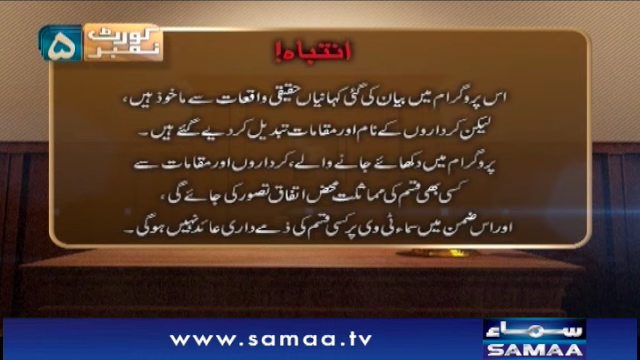 کورٹ
نمبر ۵
انتباہ!
اس پروگرام میں بیان کی گئی کہانیاں حقیقی واقعات سے ماخوذ ہیں،
لیکن کرداروں کے نام اور مقامات تبدیل کر دیے گئے ہیں۔
پروگرام میں دکھائے جانے والے، کرداروں اور مقامات سے
کسی بھی قسم کی مماثلت محض اتفاق تصور کی جائے گی،
اور اس ضمن میں سماء ٹی وی پر کسی قسم کی ذمے داری عائد نہیں ہوگی۔
www.samaa.tv
سماء
SAMAA